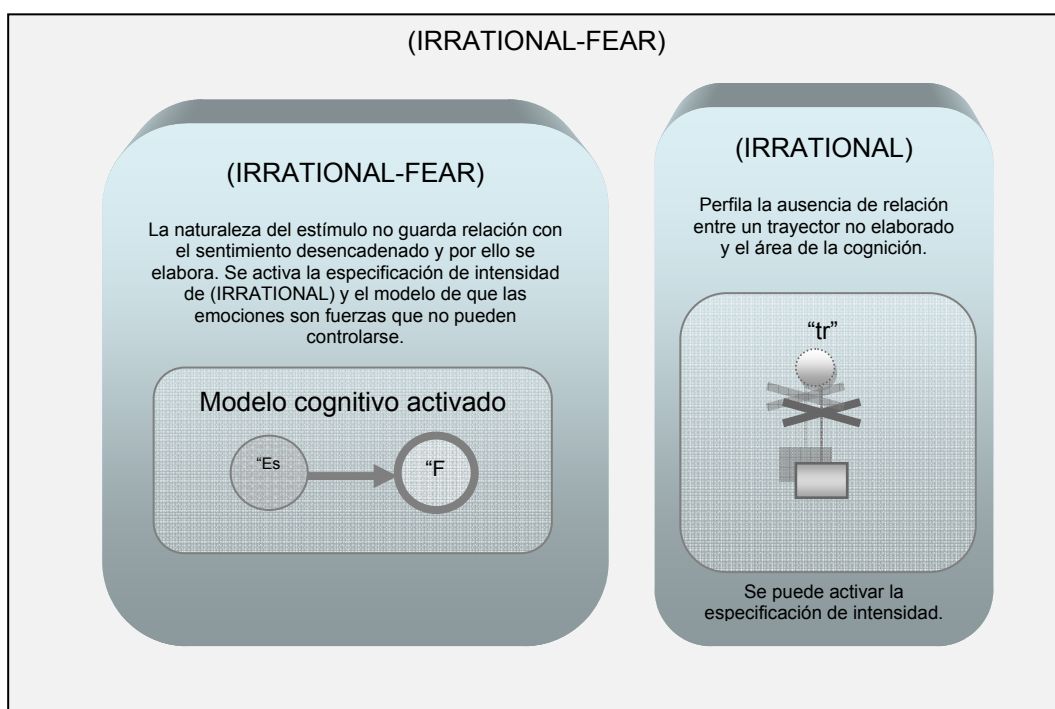 (IRRATIONAL-FEAR)
(IRRATIONAL-FEAR)
La naturaleza del estímulo no guarda relación con
el sentimiento desencadenado y por ello se
elabora. Se activa la especificación de intensidad
de (IRRATIONAL) y el modelo de que las
emociones son fuerzas que no pueden
controlarse.
Modelo cognitivo activado
“Es
“F
(IRRATIONAL)
Perfila la ausencia de relación
entre un trayector no elaborado
y el área de la cognición.
“tr”
Se puede activar la
especificación de intensidad.